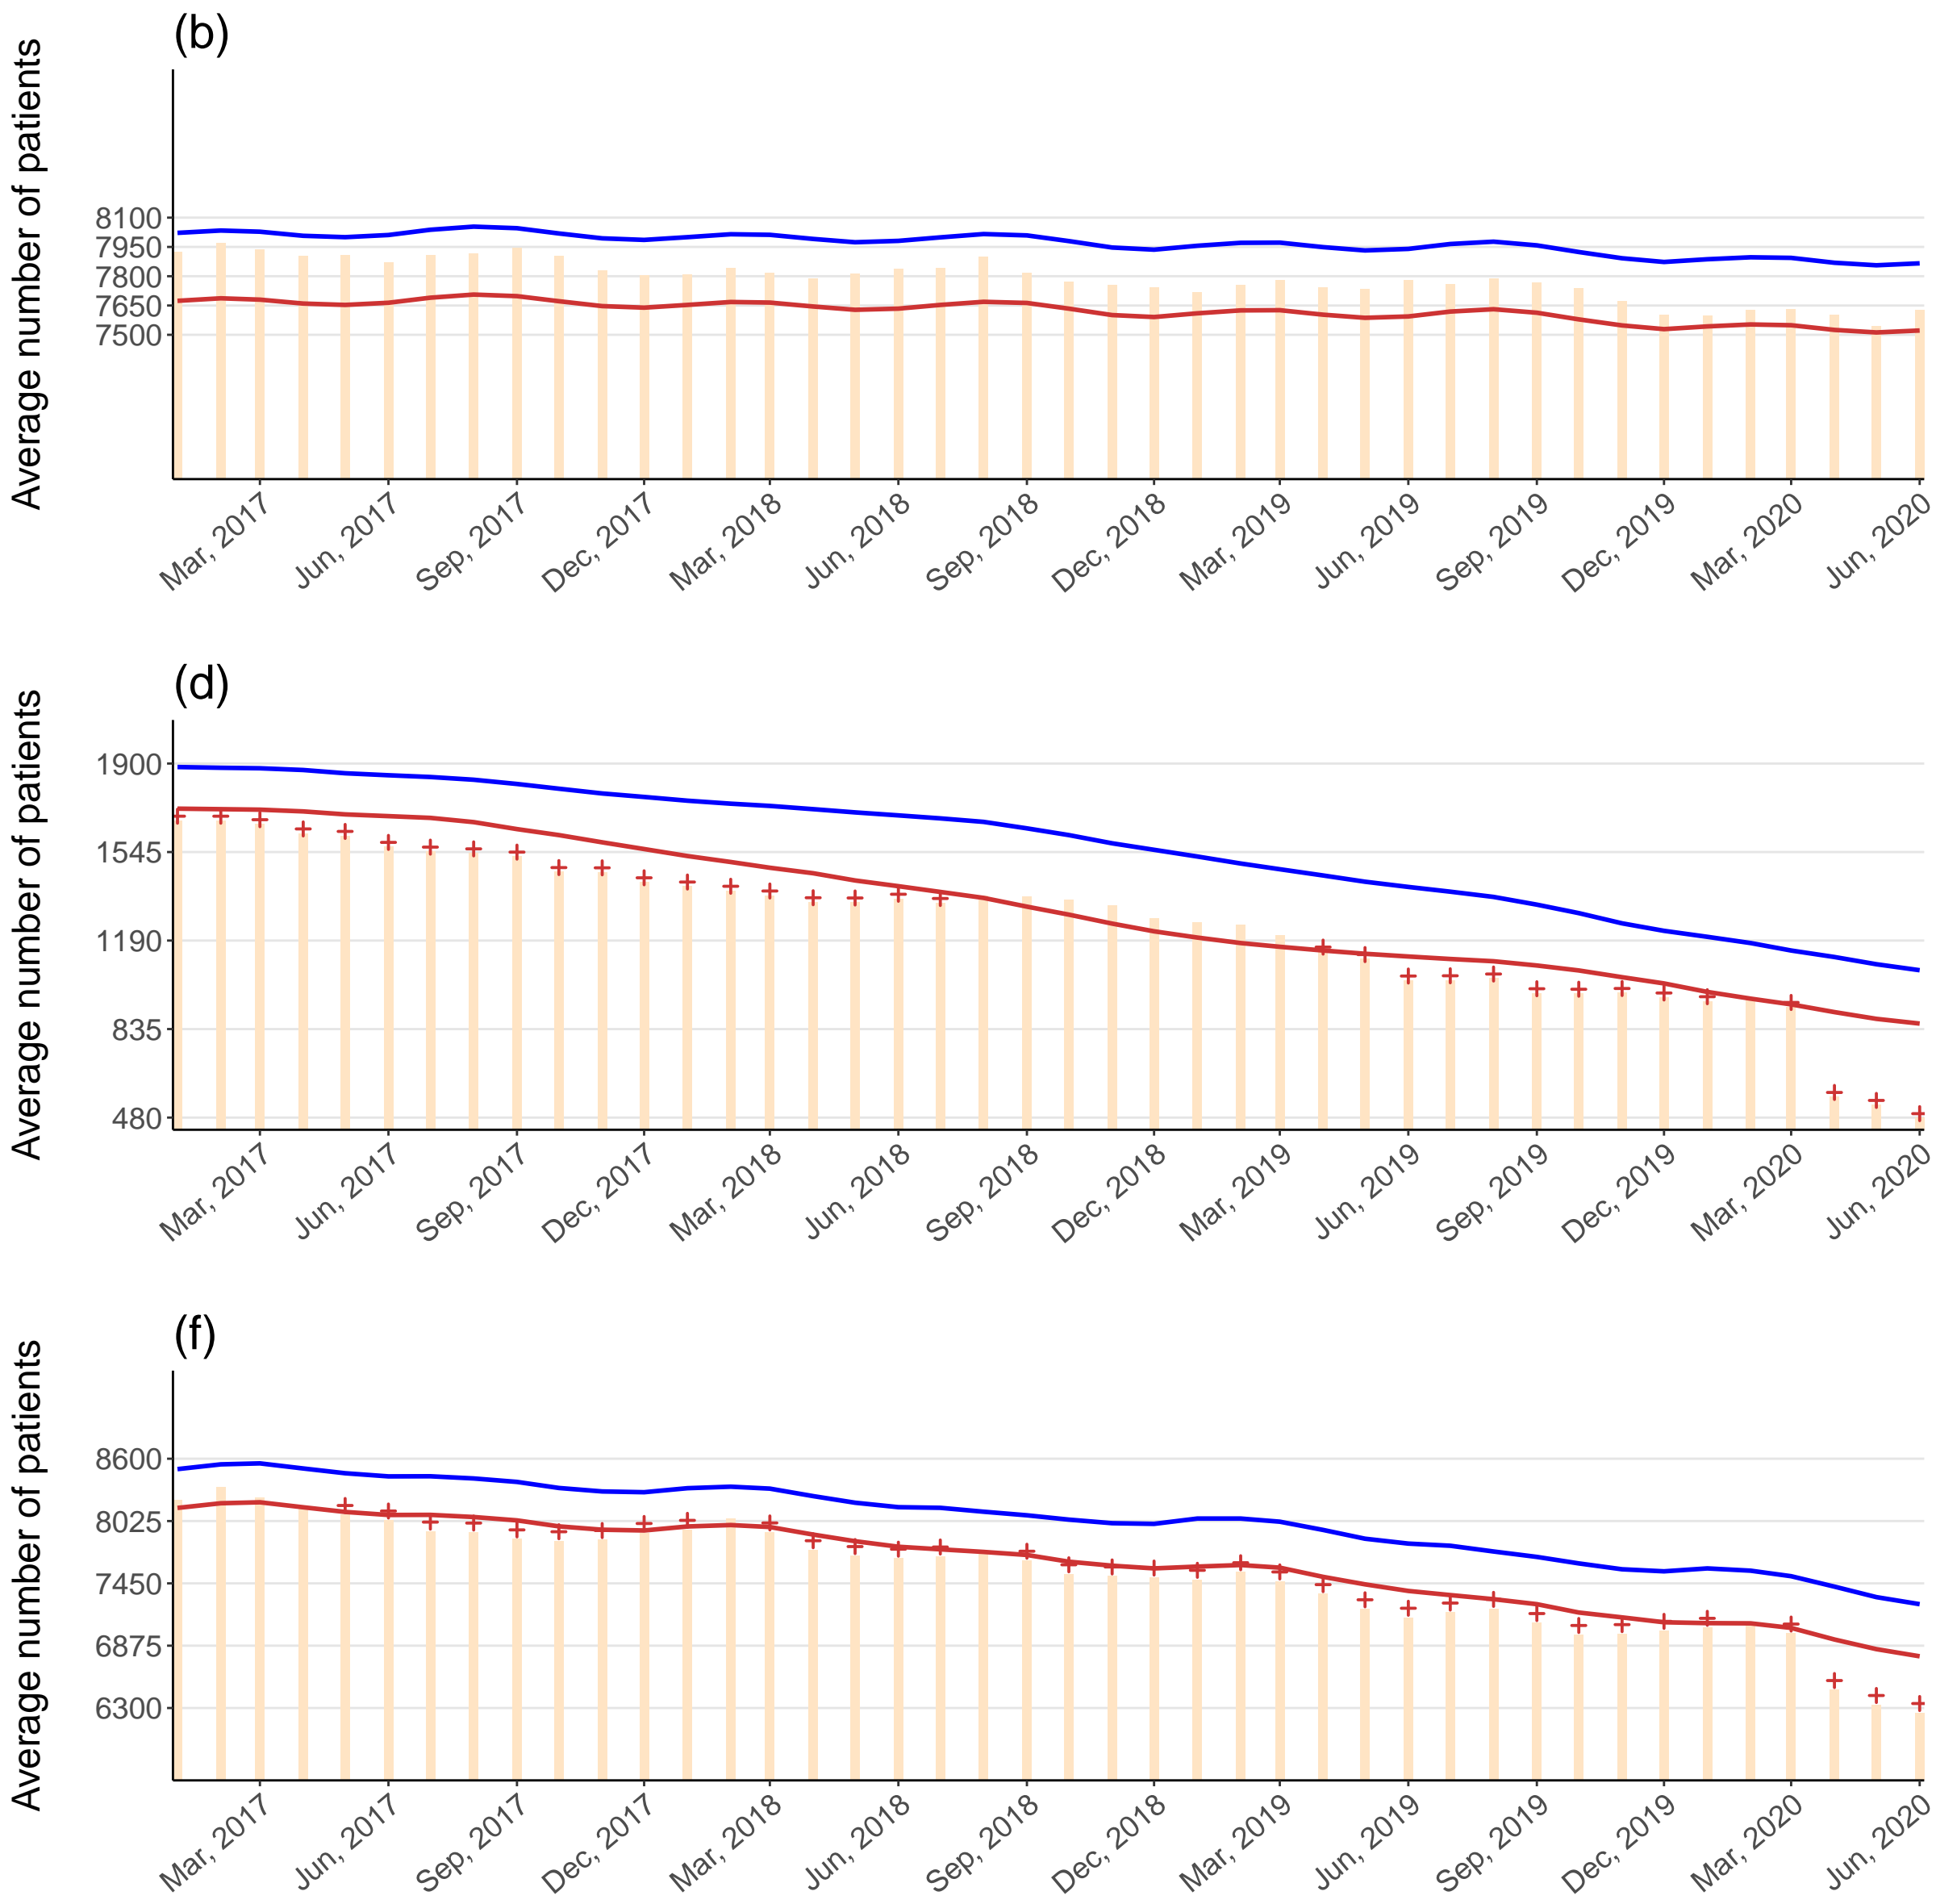 (b)
Average number of patients
8100
7950
7800
7650
7500
Mar, 2017
Jun, 2017
Sep, 2017
Dec, 2017
Mar, 2018
Jun, 2018
Sep, 2018
Dec, 2018
Mar, 2019
Jun, 2019
Sep, 2019
Dec, 2019
Mar, 2020
Jun, 2020
(d)
Average number of patients
1900
1545
1190
835
480
Mar, 2017
Jun, 2017
Sep, 2017
Dec, 2017
Mar, 2018
Jun, 2018
Sep, 2018
Dec, 2018
Mar, 2019
Jun, 2019
Sep, 2019
Dec, 2019
Mar, 2020
Jun, 2020
(f)
Average number of patients
8600
8025
7450
6875
6300
Mar, 2017
Jun, 2017
Sep, 2017
Dec, 2017
Mar, 2018
Jun, 2018
Sep, 2018
Dec, 2018
Mar, 2019
Jun, 2019
Sep, 2019
Dec, 2019
Mar, 2020
Jun, 2020